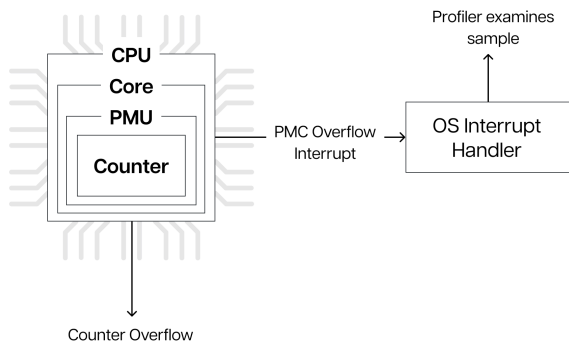 Profiler examines
sample
CPU
Core
PMU
Counter
PMC Overflow
Interrupt
OS Interrupt
Handler
Counter Overflow